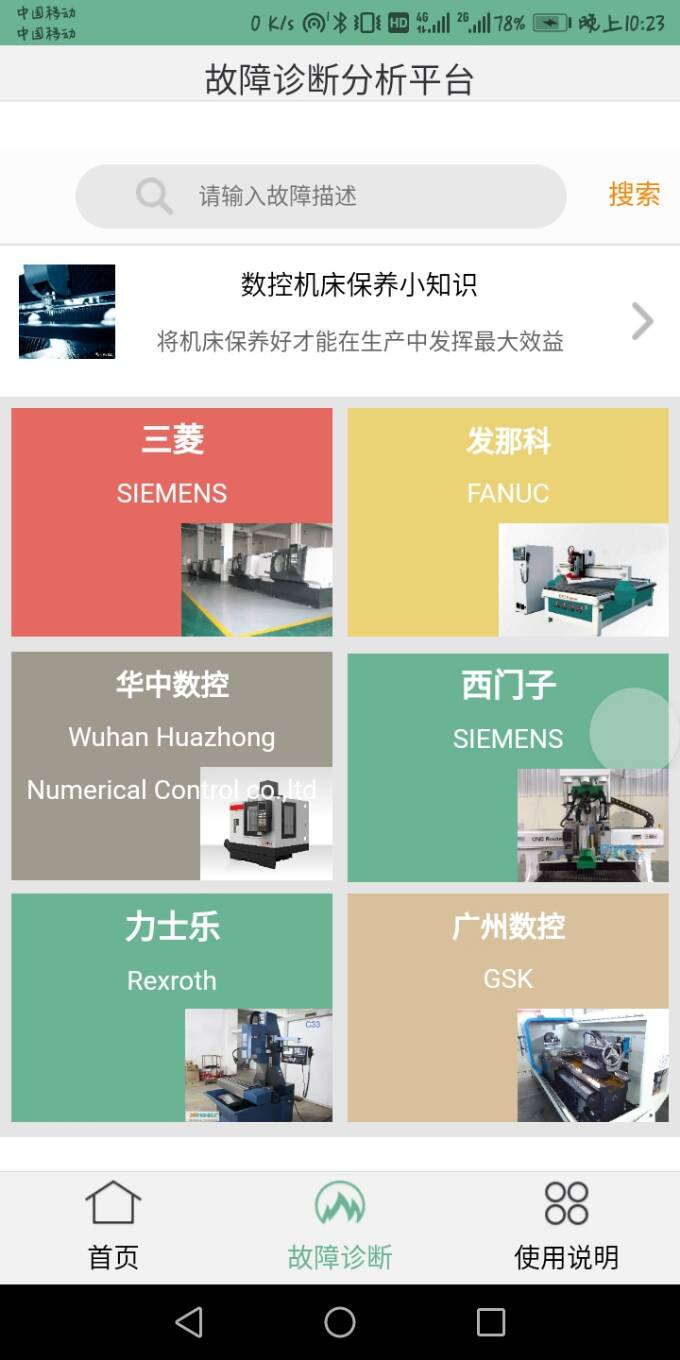 中国移动
中国移动
0 K/s HD 4G 2G 78% 晚上10:23
故障诊断分析平台
请输入故障描述
搜索
数控机床保养小知识
将机床保养好才能在生产中发挥最大效益
三菱
SIEMENS
发那科
FANUC
华中数控
Wuhan Huazhong
Numerical Control co.,ltd
西门子
SIEMENS
CNC Router
力士乐
Rexroth
C33
广州数控
GSK
首页
故障诊断
使用说明